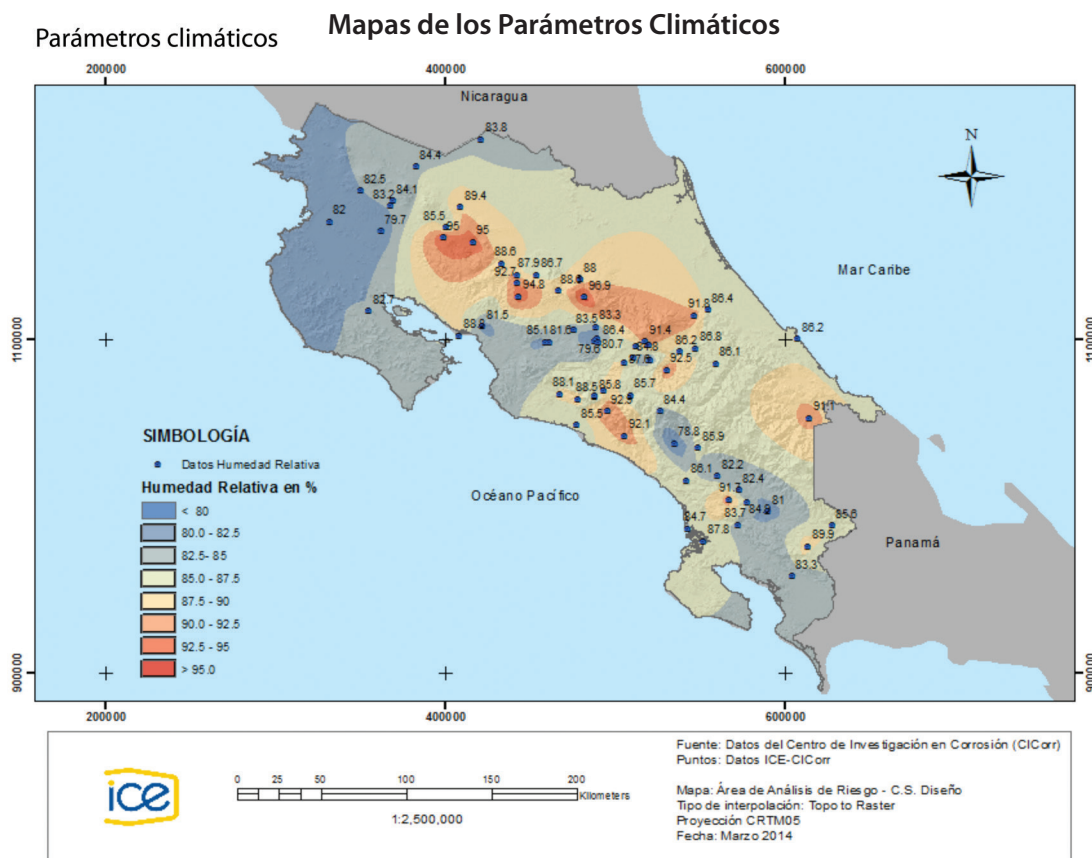 Mapas de los Parámetros Climáticos
Parámetros climáticos
200000 400000 600000
Nicaragua
83.8
N
84.4
82.5
84.1
83.2
89.4
82
79.7
85.5
95
95
88.6
87.9
86.7
88
92.7
94.8
96.9
Mar Caribe
82.7
81.5
83.5
83.3
91.8
86.4
88.8
85.1
81.6
86.4
91.4
86.2
86.8
86.2
1100000
1100000
79.6
80.7
92.5
86.1
88.1
88.5
85.8
85.7
84.4
91.1
85.5
92.1
78.8
85.9
SIMBOLOGÍA
Datos Humedad Relativa
Humedad Relativa en %
< 80
80.0 - 82.5
82.5- 85
85.0 - 87.5
87.5 - 90
90.0 - 92.5
92.5 - 95
> 95.0
Océano Pacífico
86.1
82.2
82.4
91.7
81
84.7
83.7
84.9
87.8
85.6
89.9
Panamá
83.3
900000
900000
200000 400000 600000
ice
0 25 50 100 150 200
Kilometers
1:2,500,000
Fuente: Datos del Centro de Investigación en Corrosión (CICorr)
Puntos: Datos ICE-CICorr
Mapa: Área de Análisis de Riesgo - C.S. Diseño
Tipo de interpolación: Topo to Raster
Proyección CRTM05
Fecha: Marzo 2014